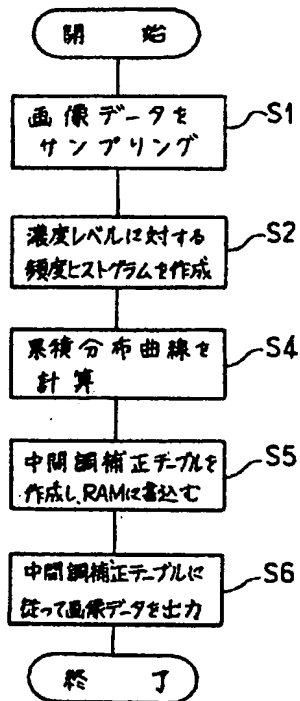 開 始
画像データを
サンプリング
S1
濃度レベルに対する
頻度ヒストグラムを作成
S2
累積分布曲線を
計算
S4
中間調補正テーブルを
作成し、RAMに書込む
S5
中間調補正テーブルに
従って画像データを出力
S6
終 了